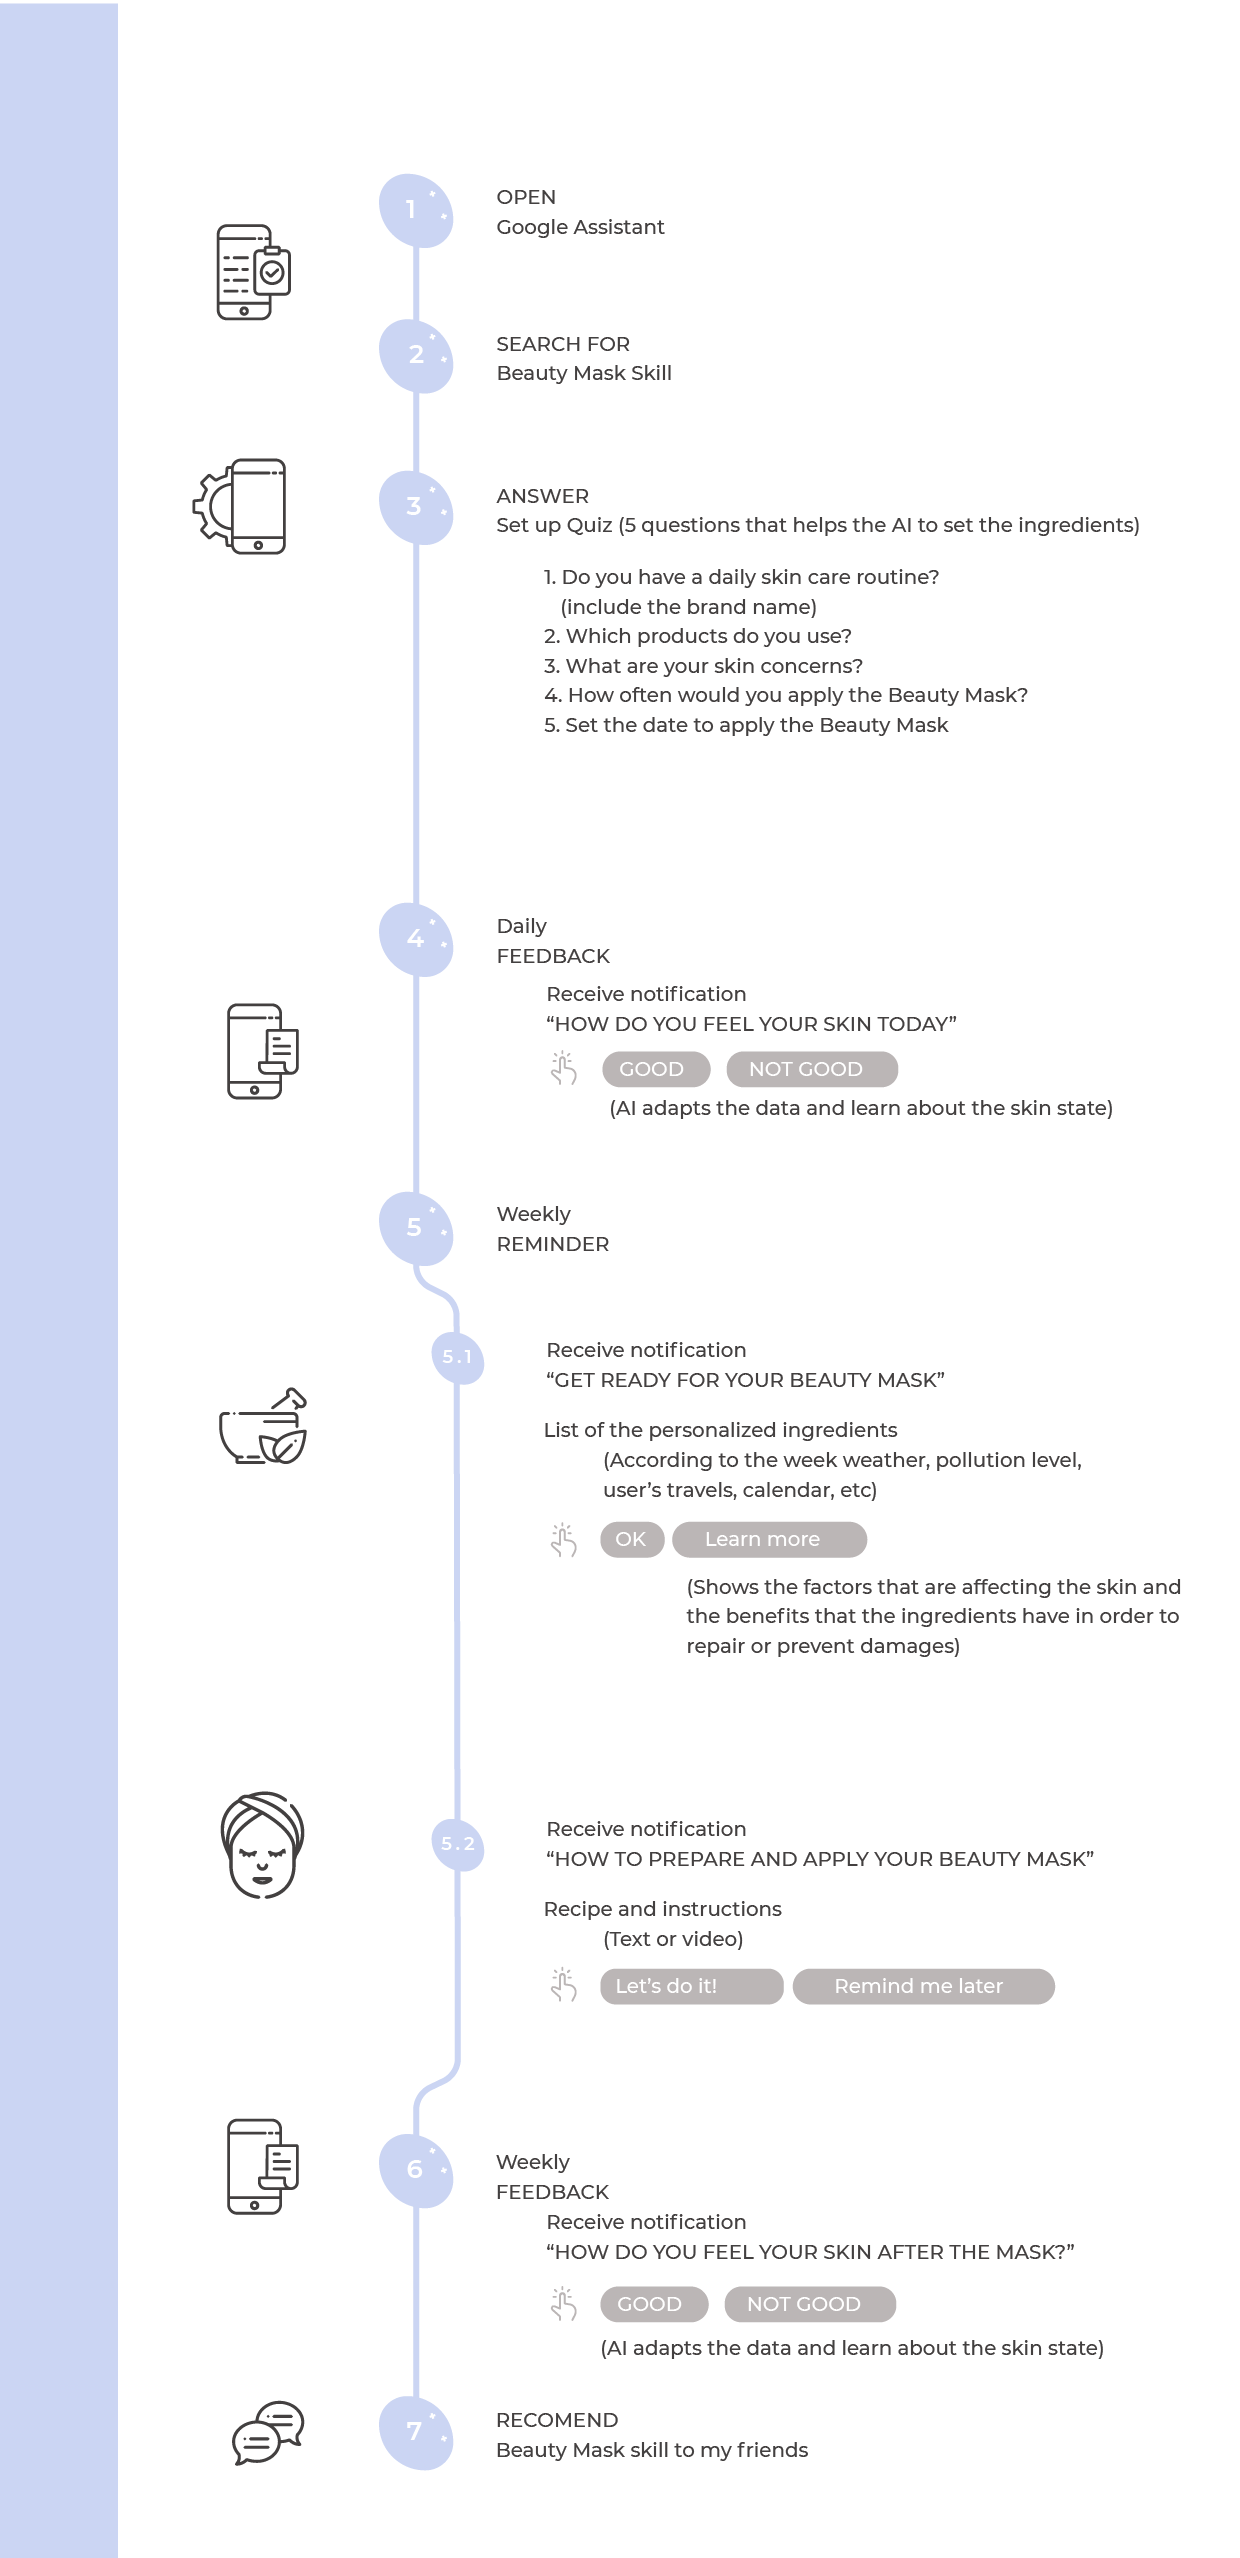 1
OPEN
Google Assistant
2
SEARCH FOR
Beauty Mask Skill
3
ANSWER
Set up Quiz (5 questions that helps the AI to set the ingredients)
1. Do you have a daily skin care routine?
(include the brand name)
2. Which products do you use?
3. What are your skin concerns?
4. How often would you apply the Beauty Mask?
5. Set the date to apply the Beauty Mask
4
Daily
FEEDBACK
Receive notification
“HOW DO YOU FEEL YOUR SKIN TODAY”
GOOD NOT GOOD
(AI adapts the data and learn about the skin state)
5
Weekly
REMINDER
5.1
Receive notification
“GET READY FOR YOUR BEAUTY MASK”
List of the personalized ingredients
(According to the week weather, pollution level,
user’s travels, calendar, etc)
OK Learn more
(Shows the factors that are affecting the skin and
the benefits that the ingredients have in order to
repair or prevent damages)
5.2
Receive notification
“HOW TO PREPARE AND APPLY YOUR BEAUTY MASK”
Recipe and instructions
(Text or video)
Let’s do it! Remind me later
6
Weekly
FEEDBACK
Receive notification
“HOW DO YOU FEEL YOUR SKIN AFTER THE MASK?”
GOOD NOT GOOD
(AI adapts the data and learn about the skin state)
7
RECOMEND
Beauty Mask skill to my friends